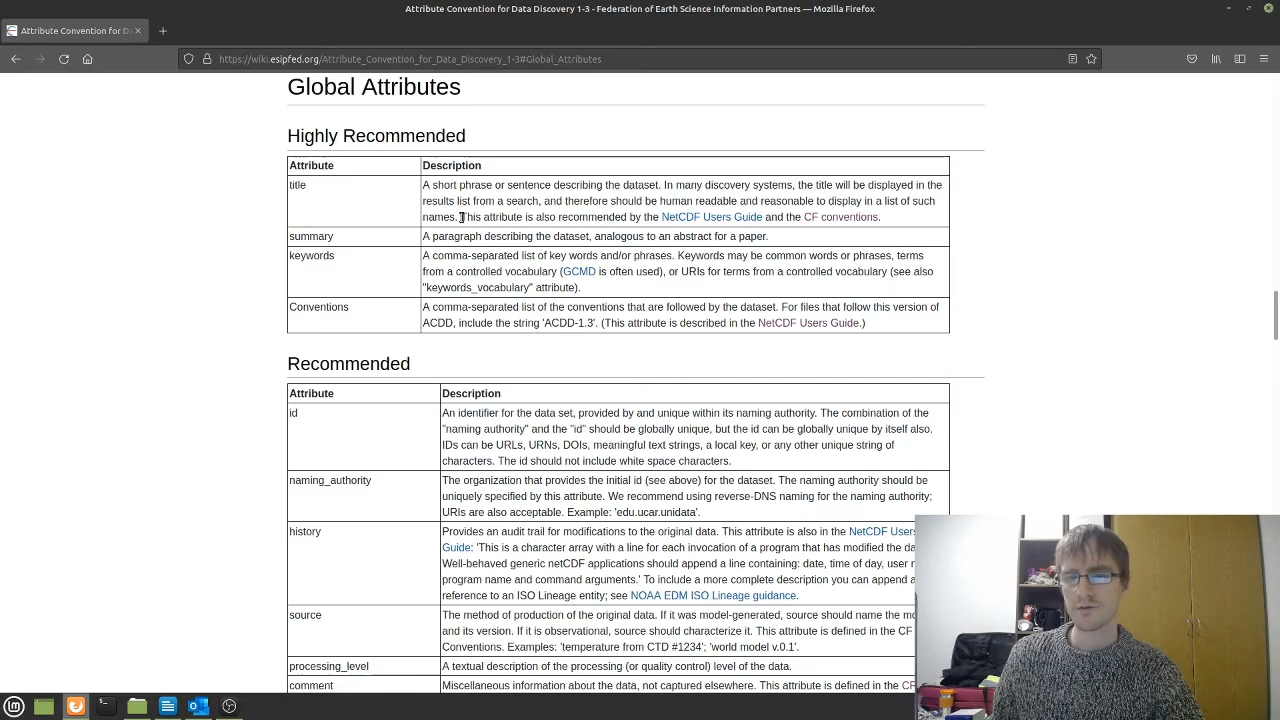 Attribute Convention for Data Discovery 1-3 - Federation of Earth Science Information Partners — Mozilla Firefox
Attribute Convention for D
https://wiki.esipfed.org/Attribute_Convention_for_Data_Discovery_1-3#Global_Attributes
Global Attributes
Highly Recommended
Attribute Description
title A short phrase or sentence describing the dataset. In many discovery systems, the title will be displayed in the
results list from a search, and therefore should be human readable and reasonable to display in a list of such
names. This attribute is also recommended by the NetCDF Users Guide and the CF conventions.
summary A paragraph describing the dataset, analogous to an abstract for a paper.
keywords A comma-separated list of key words and/or phrases. Keywords may be common words or phrases, terms
from a controlled vocabulary (GCMD is often used), or URIs for terms from a controlled vocabulary (see also
"keywords_vocabulary" attribute).
Conventions A comma-separated list of the conventions that are followed by the dataset. For files that follow this version of
ACDD, include the string 'ACDD-1.3'. (This attribute is described in the NetCDF Users Guide.)
Recommended
Attribute Description
id An identifier for the data set, provided by and unique within its naming authority. The combination of the
"naming authority" and the "id" should be globally unique, but the id can be globally unique by itself also.
IDs can be URLs, URNs, DOIs, meaningful text strings, a local key, or any other unique string of
characters. The id should not include white space characters.
naming_authority The organization that provides the initial id (see above) for the dataset. The naming authority should be
uniquely specified by this attribute. We recommend using reverse-DNS naming for the naming authority;
URIs are also acceptable. Example: 'edu.ucar.unidata'.
history Provides an audit trail for modifications to the original data. This attribute is also in the NetCDF Users
Guide: 'This is a character array with a line for each invocation of a program that has modified the da
Well-behaved generic netCDF applications should append a line containing: date, time of day, user n
program name and command arguments.' To include a more complete description you can append a
reference to an ISO Lineage entity; see NOAA EDM ISO Lineage guidance.
source The method of production of the original data. If it was model-generated, source should name the mo
and its version. If it is observational, source should characterize it. This attribute is defined in the CF
Conventions. Examples: 'temperature from CTD #1234'; 'world model v.0.1'.
processing_level A textual description of the processing (or quality control) level of the data.
comment Miscellaneous information about the data, not captured elsewhere. This attribute is defined in the CF